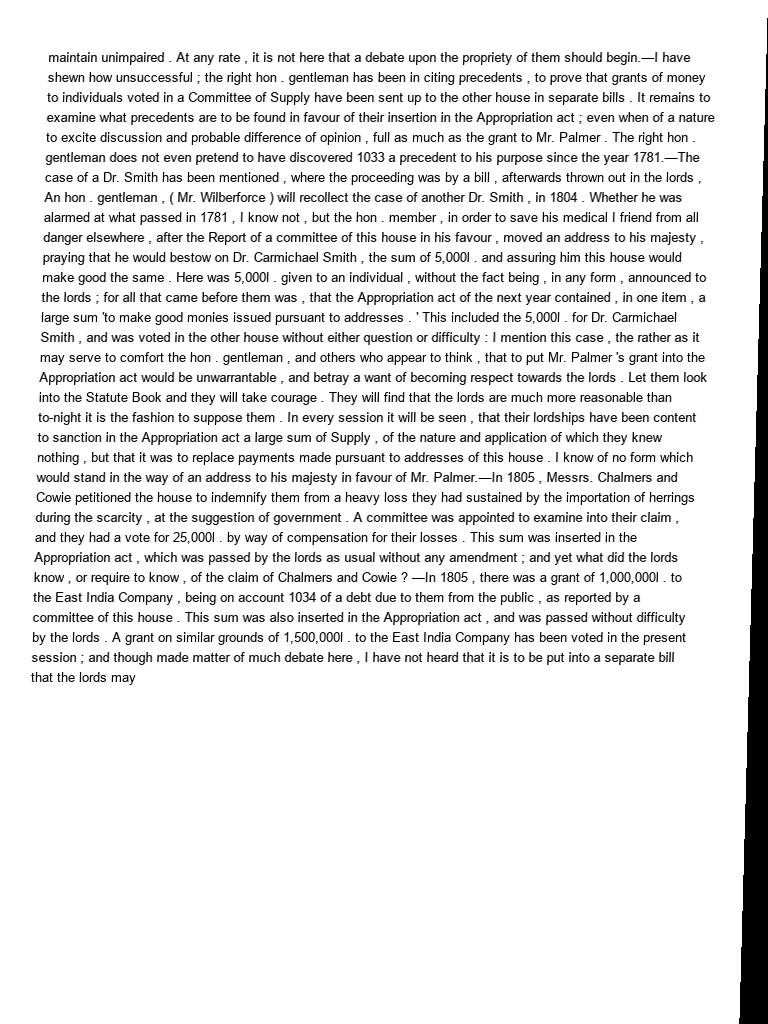 maintain unimpaired . At any rate , it is not here that a debate upon the propriety of them should begin.—I have
shewn how unsuccessful ; the right hon . gentleman has been in citing precedents , to prove that grants of money
to individuals voted in a Committee of Supply have been sent up to the other house in separate bills . It remains to
examine what precedents are to be found in favour of their insertion in the Appropriation act ; even when of a nature
to excite discussion and probable difference of opinion , full as much as the grant to Mr. Palmer . The right hon .
gentleman does not even pretend to have discovered 1033 a precedent to his purpose since the year 1781.—The
case of a Dr. Smith has been mentioned , where the proceeding was by a bill , afterwards thrown out in the lords ,
An hon . gentleman , ( Mr. Wilberforce ) will recollect the case of another Dr. Smith , in 1804 . Whether he was
alarmed at what passed in 1781 , I know not , but the hon . member , in order to save his medical I friend from all
danger elsewhere , after the Report of a committee of this house in his favour , moved an address to his majesty ,
praying that he would bestow on Dr. Carmichael Smith , the sum of 5,000l . and assuring him this house would
make good the same . Here was 5,000l . given to an individual , without the fact being , in any form , announced to
the lords ; for all that came before them was , that the Appropriation act of the next year contained , in one item , a
large sum 'to make good monies issued pursuant to addresses . ' This included the 5,000l . for Dr. Carmichael
Smith , and was voted in the other house without either question or difficulty : I mention this case , the rather as it
may serve to comfort the hon . gentleman , and others who appear to think , that to put Mr. Palmer 's grant into the
Appropriation act would be unwarrantable , and betray a want of becoming respect towards the lords . Let them look
into the Statute Book and they will take courage . They will find that the lords are much more reasonable than
to-night it is the fashion to suppose them . In every session it will be seen , that their lordships have been content
to sanction in the Appropriation act a large sum of Supply , of the nature and application of which they knew
nothing , but that it was to replace payments made pursuant to addresses of this house . I know of no form which
would stand in the way of an address to his majesty in favour of Mr. Palmer.—In 1805 , Messrs. Chalmers and
Cowie petitioned the house to indemnify them from a heavy loss they had sustained by the importation of herrings
during the scarcity , at the suggestion of government . A committee was appointed to examine into their claim ,
and they had a vote for 25,000l . by way of compensation for their losses . This sum was inserted in the
Appropriation act , which was passed by the lords as usual without any amendment ; and yet what did the lords
know , or require to know , of the claim of Chalmers and Cowie ? —In 1805 , there was a grant of 1,000,000l . to
the East India Company , being on account 1034 of a debt due to them from the public , as reported by a
committee of this house . This sum was also inserted in the Appropriation act , and was passed without difficulty
by the lords . A grant on similar grounds of 1,500,000l . to the East India Company has been voted in the present
session ; and though made matter of much debate here , I have not heard that it is to be put into a separate bill
that the lords may